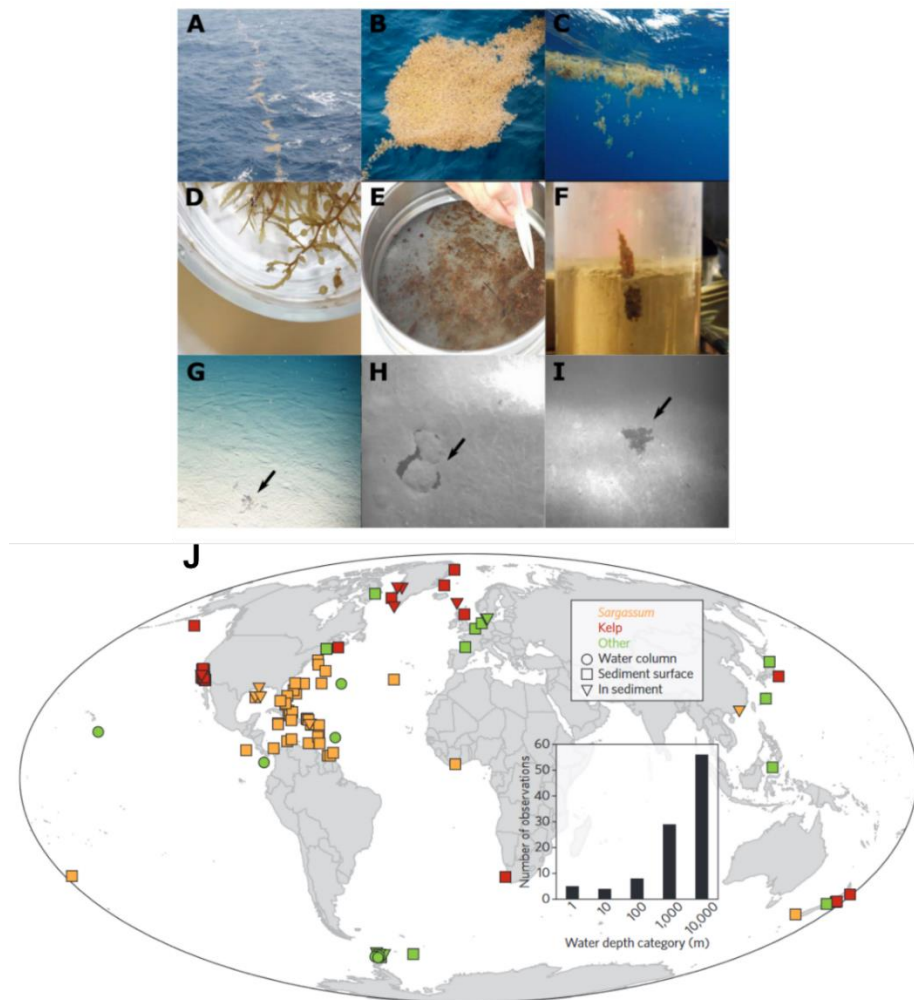 A
B
C
D
E
F
G
H
I
J
Sargassum
Kelp
Other
Water column
Sediment surface
In sediment
60
50
40
30
20
10
0
Number of observations
1
10
100
1,000
10,000
Water depth category (m)